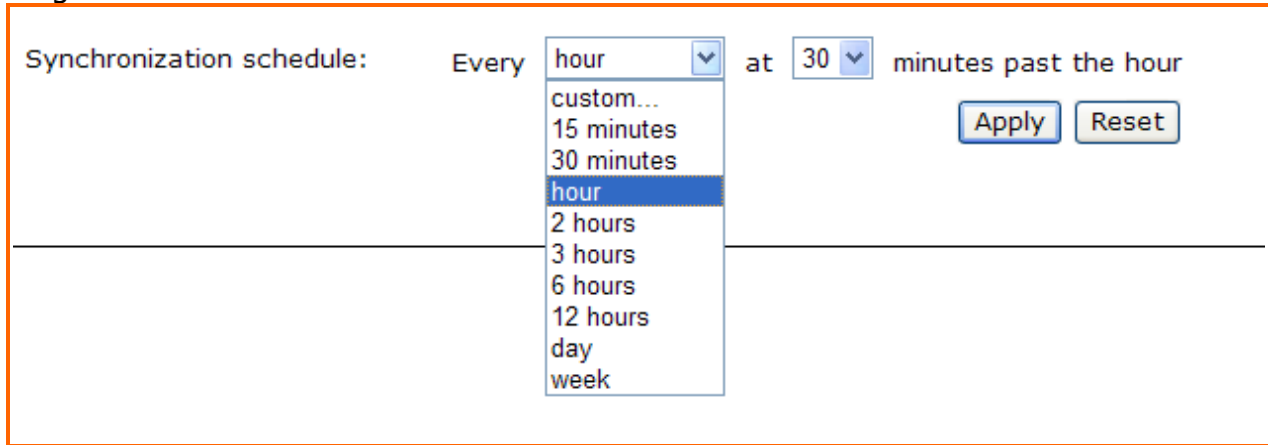 Synchronization schedule: Every hour at 30 minutes past the hour
custom...
15 minutes
30 minutes
hour
2 hours
3 hours
6 hours
12 hours
day
week
Apply Reset